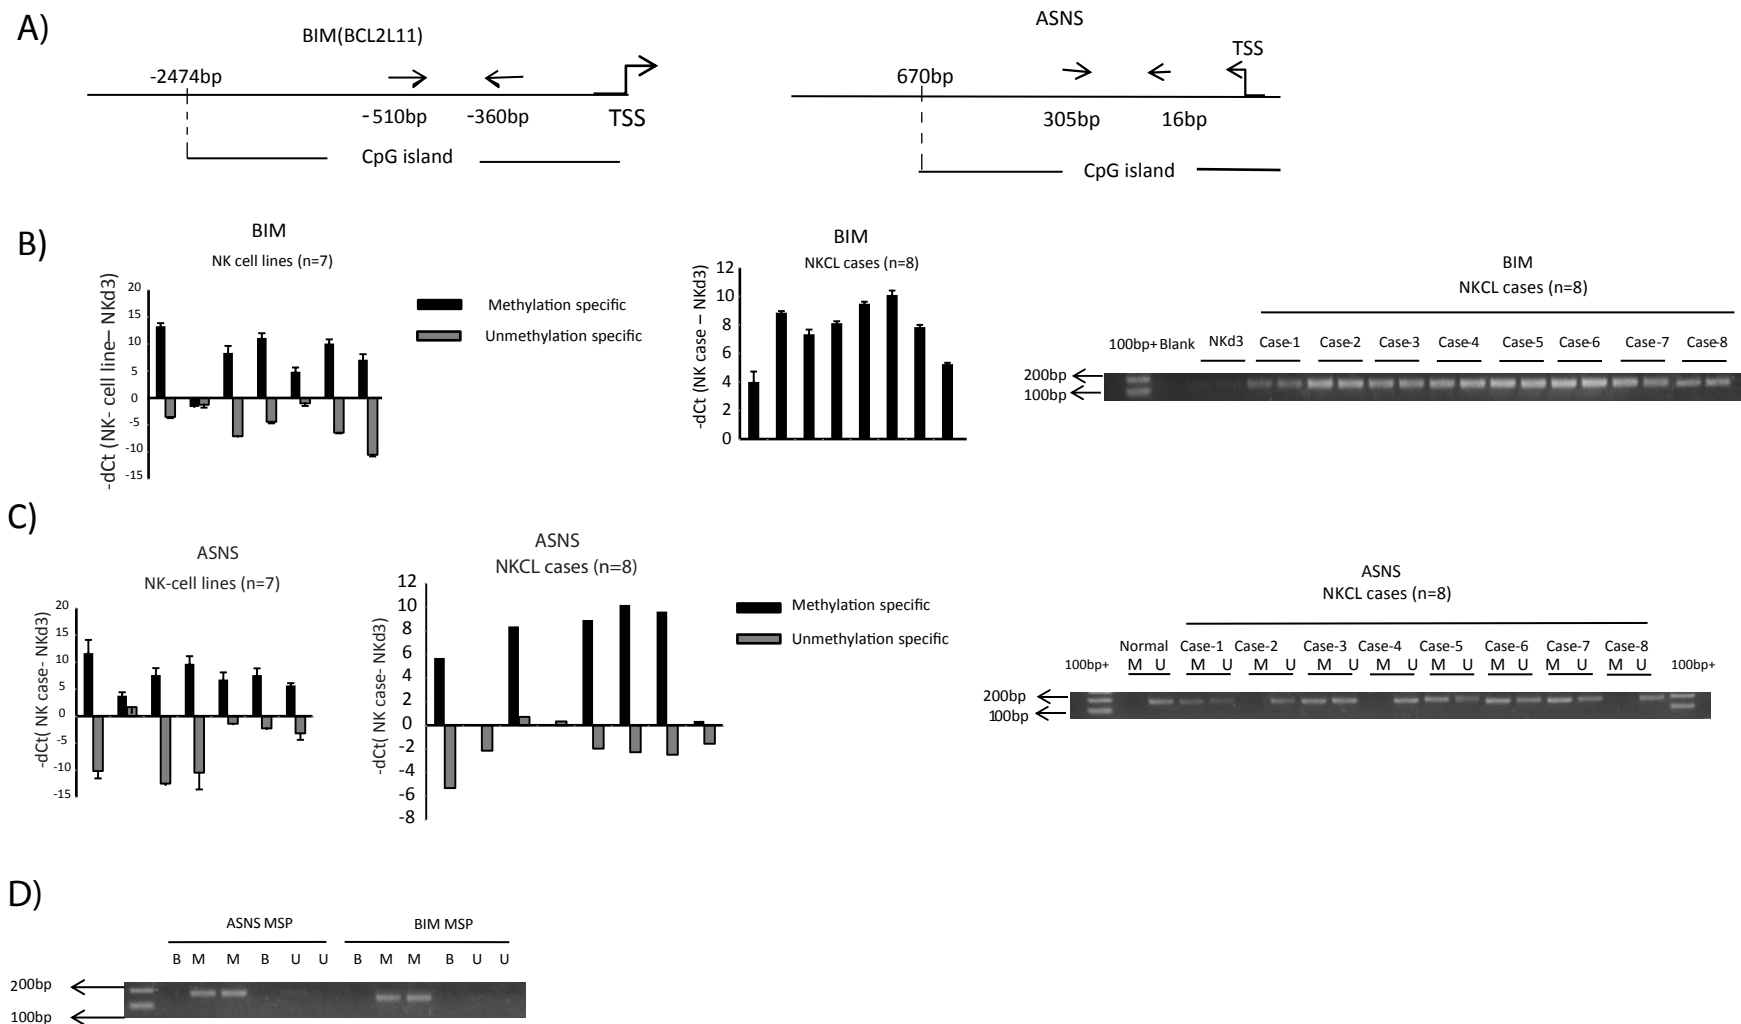 A)
BIM(BCL2L11)
-2474bp
-510bp
-360bp
TSS
CpG island
ASNS
TSS
670bp
305bp
16bp
CpG island
B)
BIM
NK cell lines (n=7)
-dCt (NK- cell line– NKd3)
20
15
10
5
0
-5
-10
-15
Methylation specific
Unmethylation specific
BIM
NKCL cases (n=8)
-dCt (NK case – NKd3)
12
10
8
6
4
2
0
BIM
NKCL cases (n=8)
100bp+ Blank NKd3 Case-1 Case-2 Case-3 Case-4 Case-5 Case-6 Case-7 Case-8
200bp
100bp
C)
ASNS
NK-cell lines (n=7)
-dCt( NK case- NKd3)
20
15
10
5
0
-5
-10
-15
ASNS
NKCL cases (n=8)
-dCt( NK case- NKd3)
12
10
8
6
4
2
0
-2
-4
-6
-8
Methylation specific
Unmethylation specific
ASNS
NKCL cases (n=8)
Normal Case-1 Case-2 Case-3 Case-4 Case-5 Case-6 Case-7 Case-8
100bp+ M U M U M U M U M U M U M U M U M U 100bp+
200bp
100bp
D)
ASNS MSP
BIM MSP
B M M B U U B M M B U U
200bp
100bp